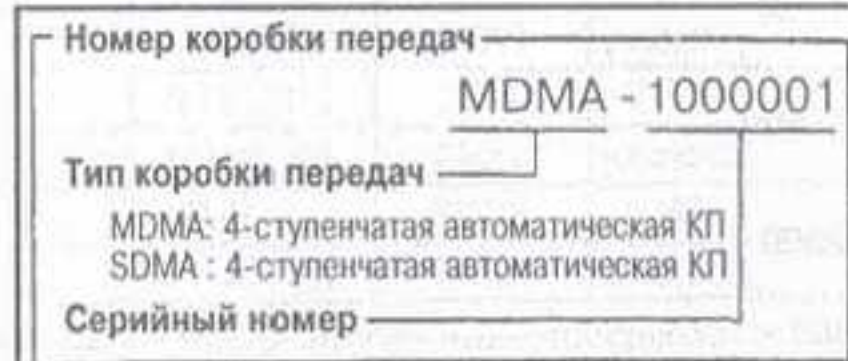 Номер коробки передач
MDMA - 1000001
Тип коробки передач
MDMA: 4-ступенчатая автоматическая КП
SDMA : 4-ступенчатая автоматическая КП
Серийный номер